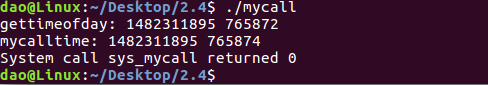 dao@Linux:~/Desktop/2.4$ ./mycall
gettimeofday: 1482311895 765872
mycalltime: 1482311895 765874
System call sys_mycall returned 0
dao@Linux:~/Desktop/2.4$